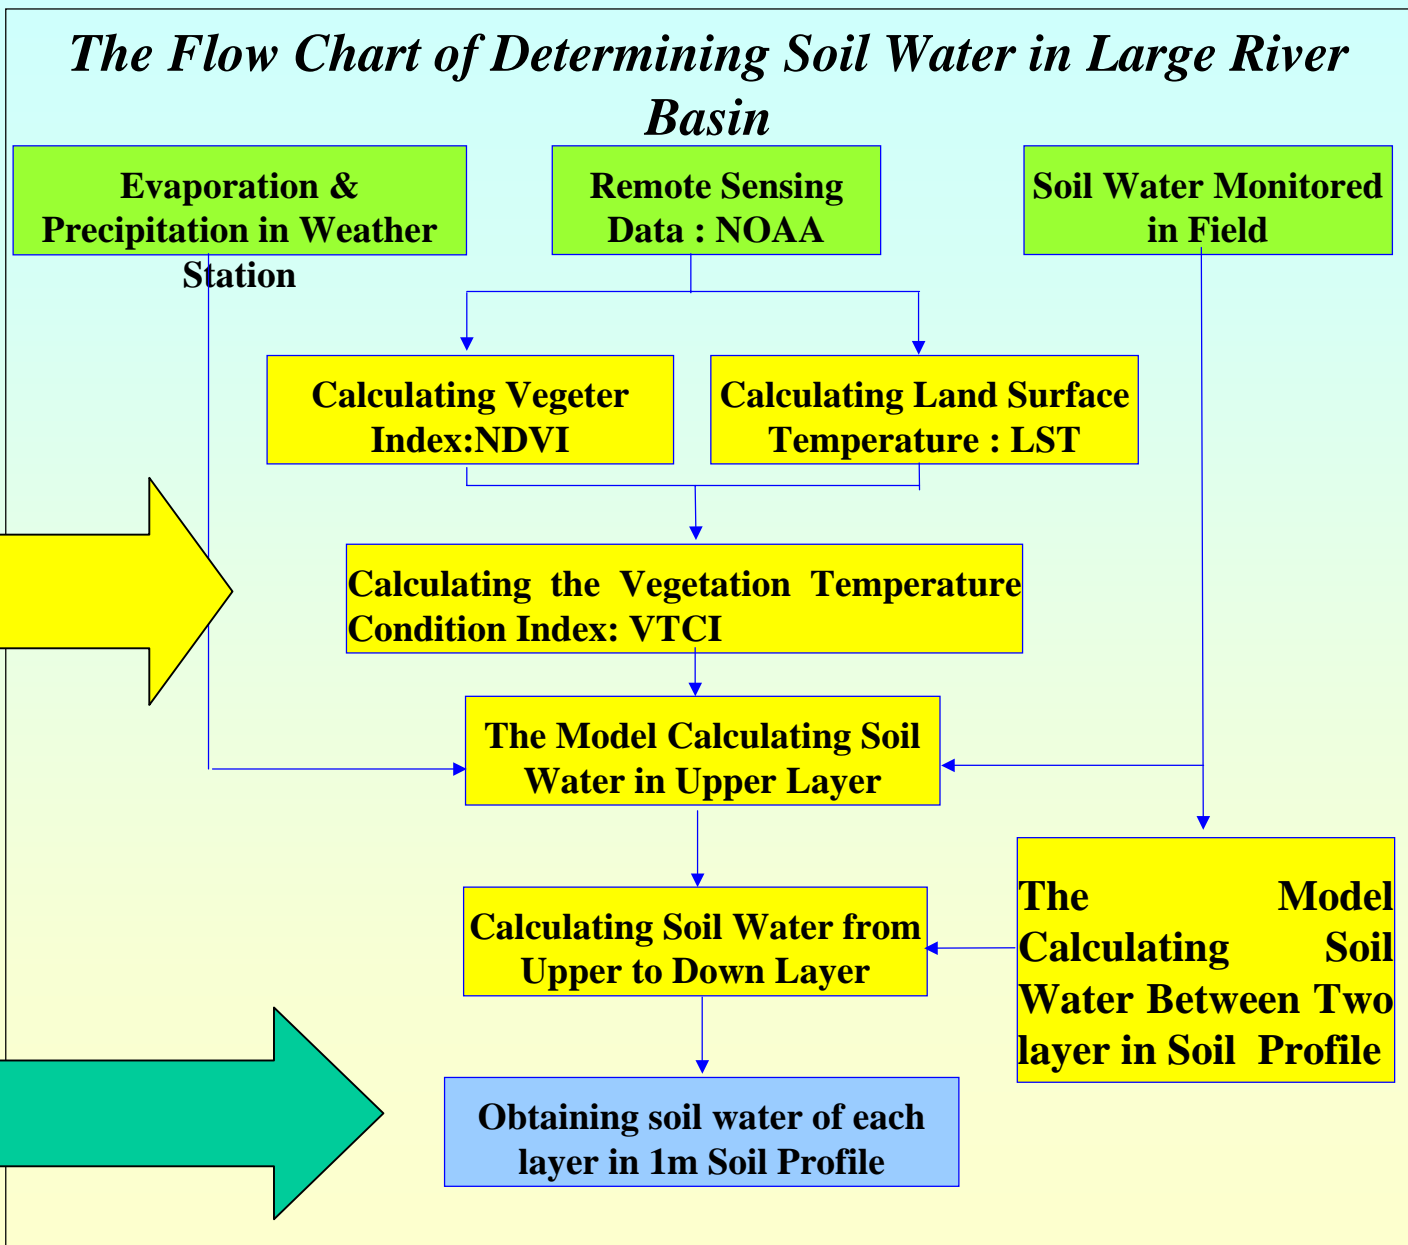 The Flow Chart of Determining Soil Water in Large River
Basin
Evaporation &
Precipitation in Weather
Station
Remote Sensing
Data : NOAA
Soil Water Monitored
in Field
Calculating Vegeter
Index:NDVI
Calculating Land Surface
Temperature : LST
Calculating the Vegetation Temperature
Condition Index: VTCI
The Model Calculating Soil
Water in Upper Layer
Calculating Soil Water from
Upper to Down Layer
The Model
Calculating Soil
Water Between Two
layer in Soil Profile
Obtaining soil water of each
layer in 1m Soil Profile